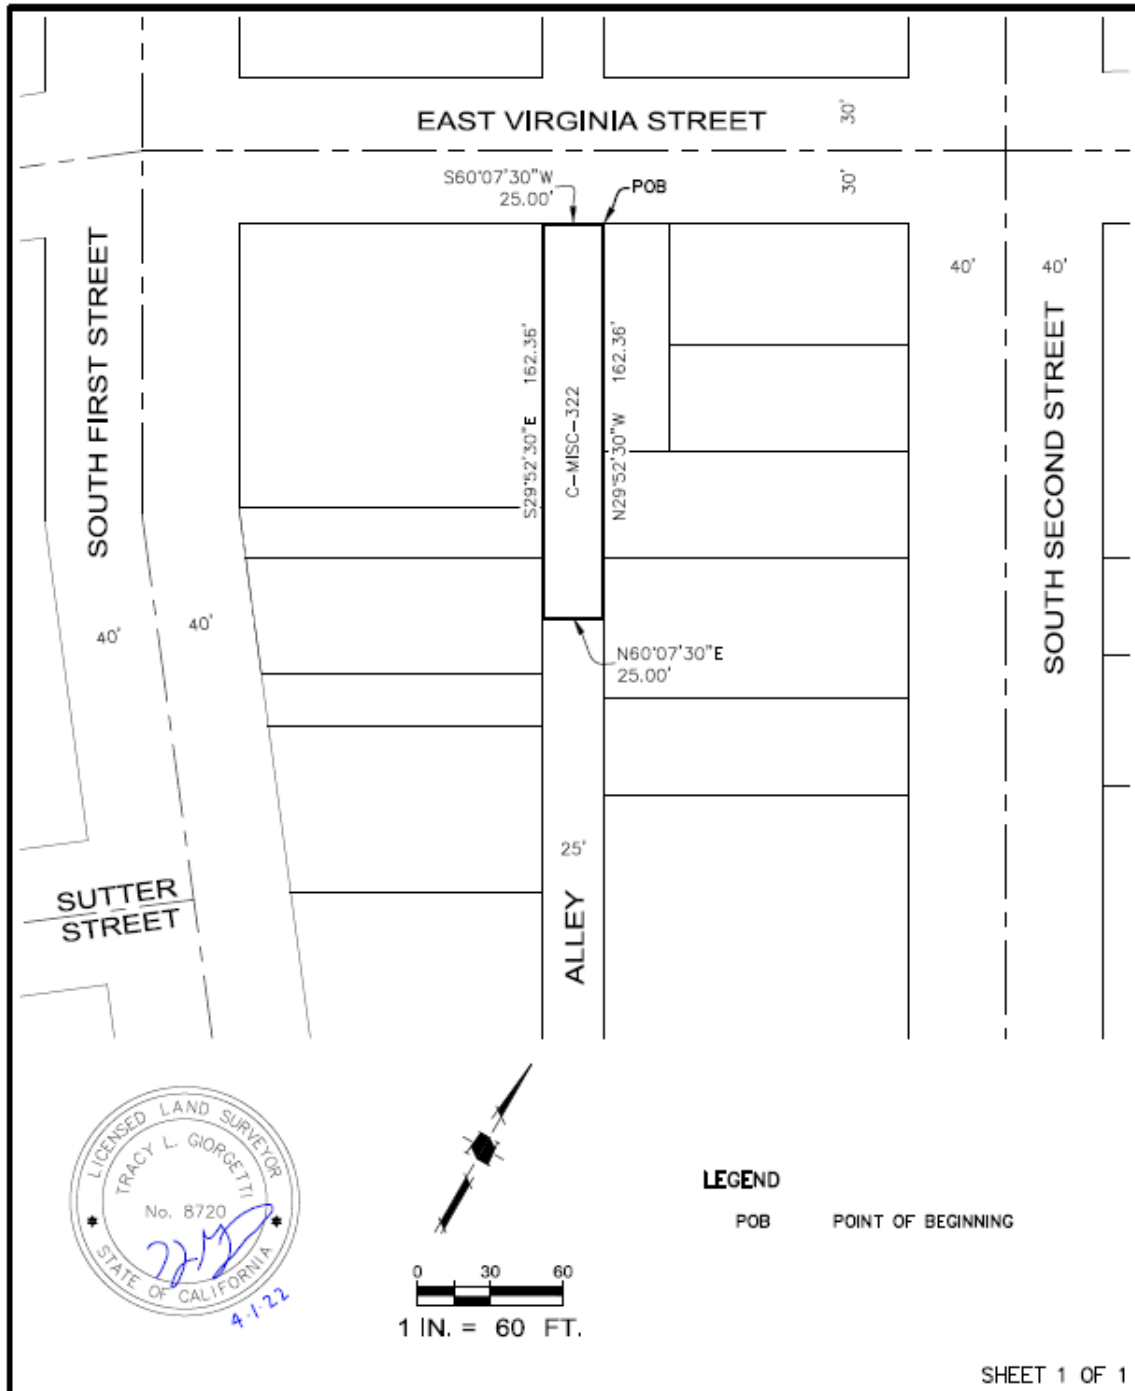 EAST VIRGINIA STREET
30'
30'
S60°07'30"W
25.00'
POB
SOUTH FIRST STREET
40'
40'
SOUTH SECOND STREET
40'
40'
S29°52'30"E 162.36'
C-MISC-322
N29°52'30"W 162.36'
N60°07'30"E
25.00'
SUTTER
STREET
25'
ALLEY
LICENSED LAND SURVEYOR
TRACY L. GIORGETTI
No. 8720
STATE OF CALIFORNIA
4-1-22
0 30 60
1 IN. = 60 FT.
LEGEND
POB POINT OF BEGINNING
SHEET 1 OF 1